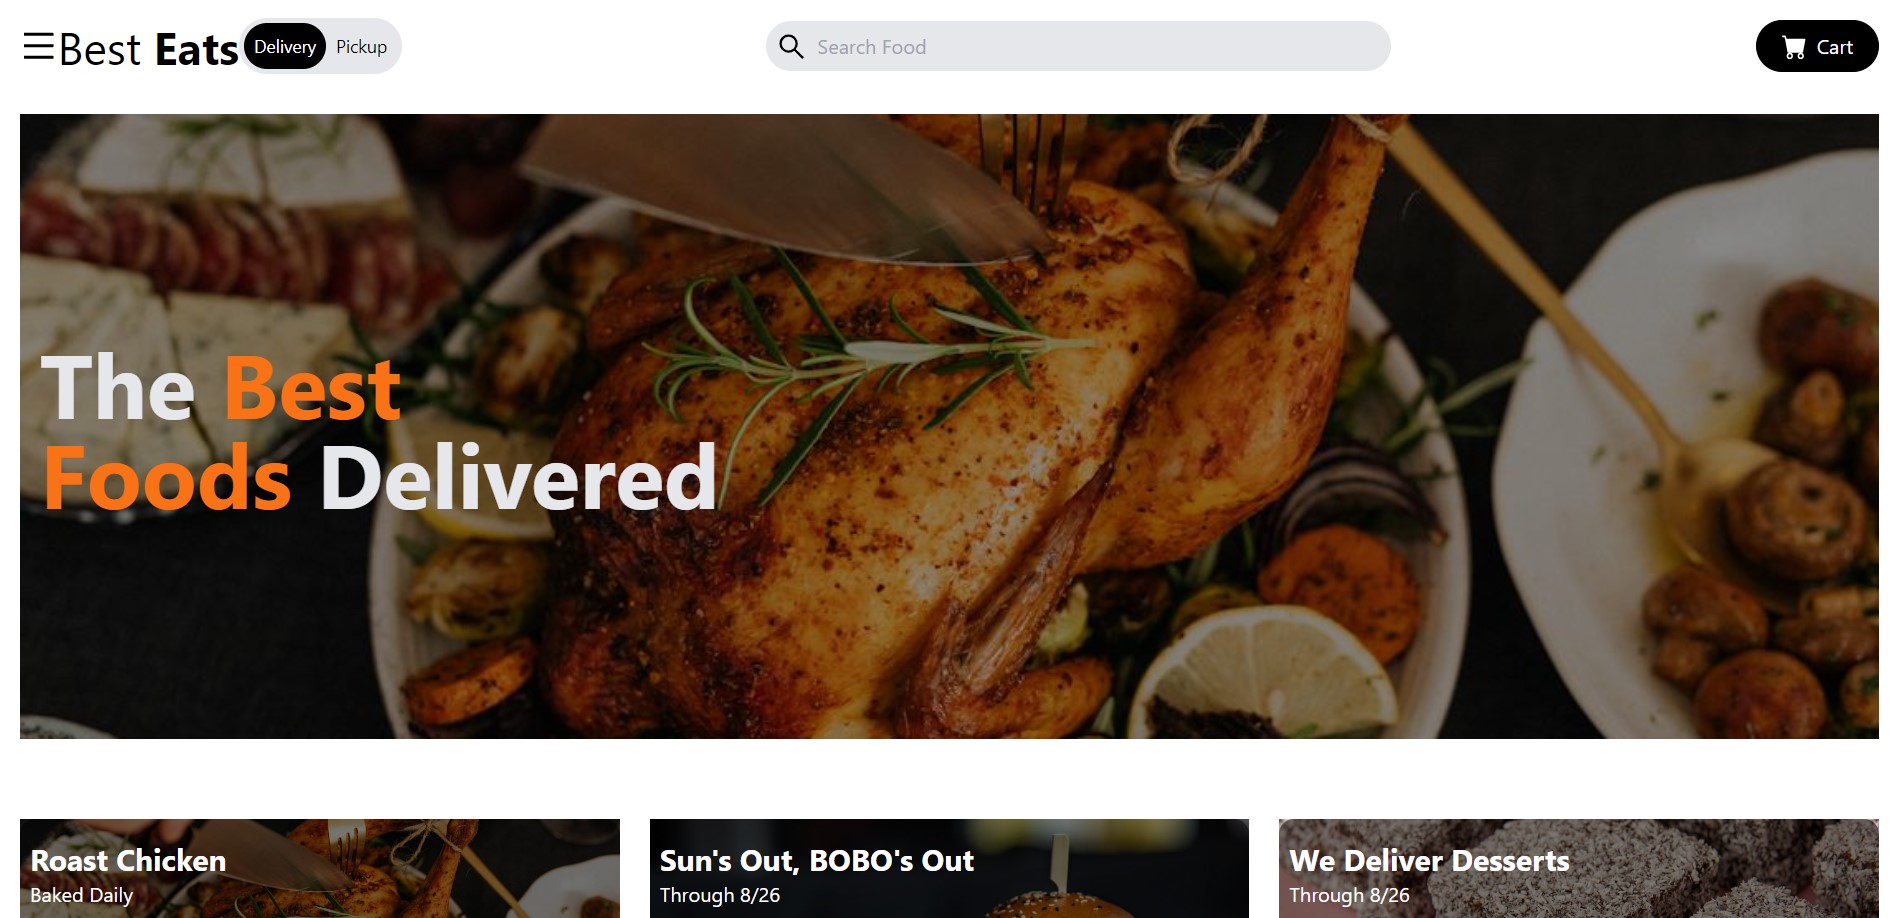 Best Eats
Delivery Pickup
Search Food
Cart
The Best
Foods Delivered
Roast Chicken
Baked Daily
Sun's Out, BOBO's Out
Through 8/26
We Deliver Desserts
Through 8/26